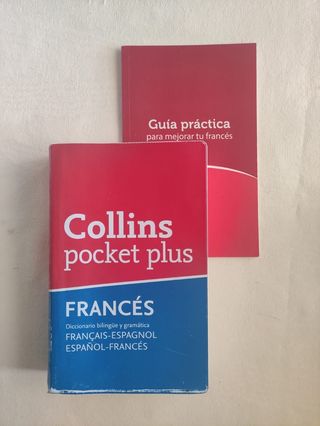 Guía práctica
para mejorar tu francés
Collins
pocket plus
FRANCÉS
Diccionario bilingüe y gramática
FRANÇAIS-ESPAGNOL
ESPAÑOL-FRANCÉS